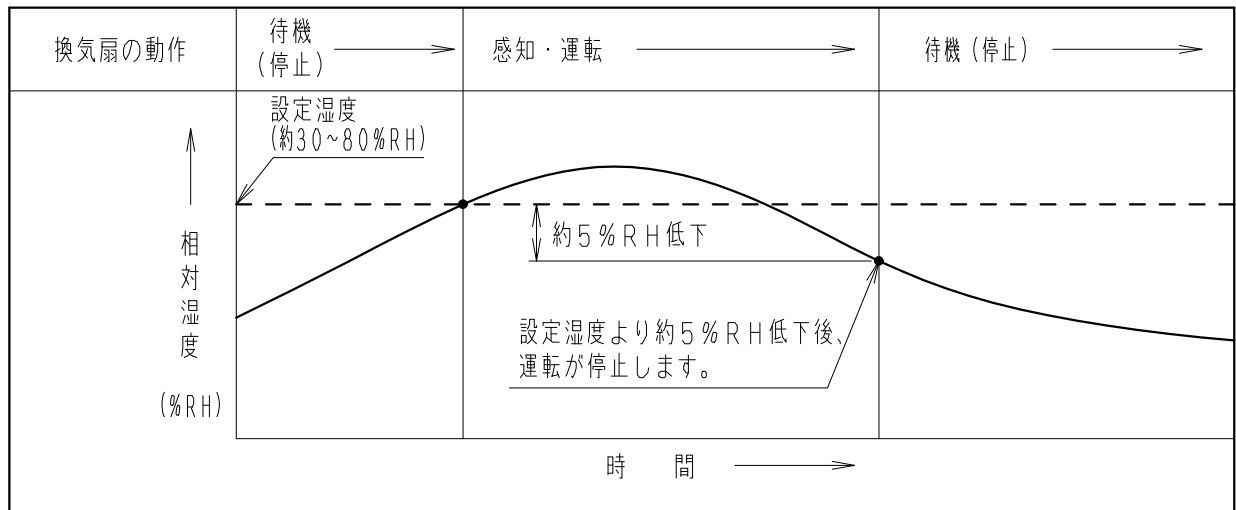 換気扇の動作
待機
(停止)
感知・運転
待機(停止)
設定湿度
(約30~80%RH)
相対湿度
(%RH)
約5%RH低下
設定湿度より約5%RH低下後、
運転が停止します。
時 間